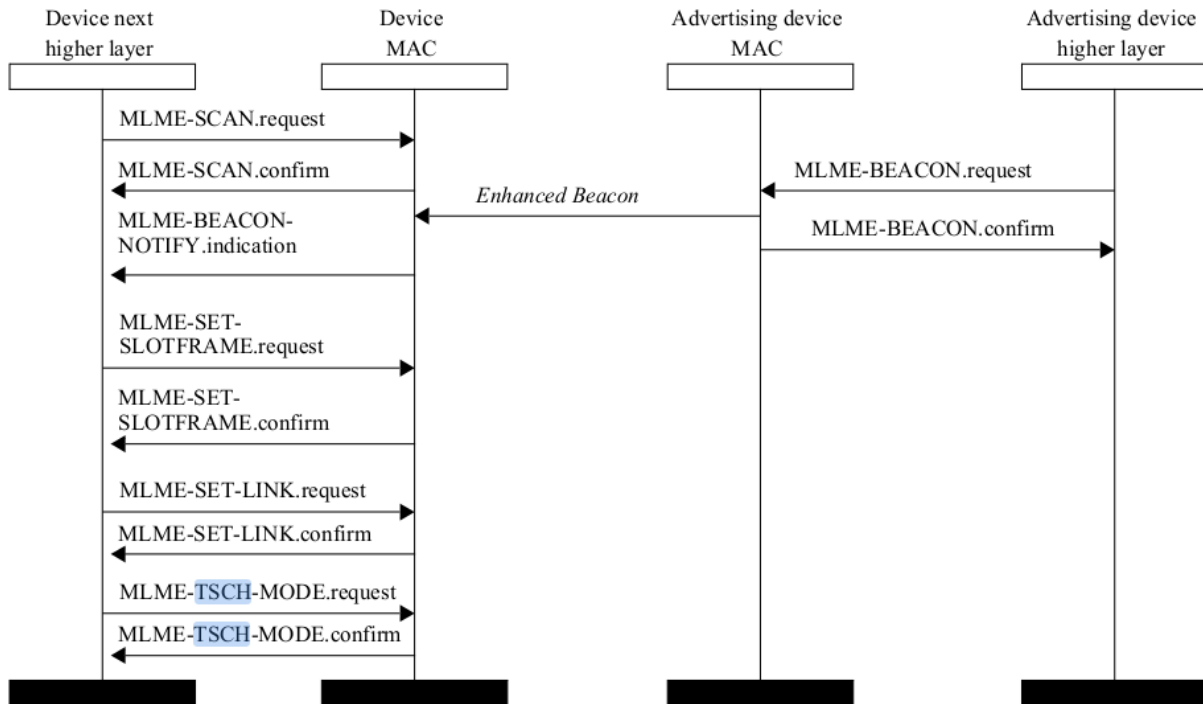 Device next
higher layer
Device
MAC
Advertising device
MAC
Advertising device
higher layer
MLME-SCAN.request
MLME-SCAN.confirm
MLME-BEACON.request
Enhanced Beacon
MLME-BEACON-
NOTIFY.indication
MLME-BEACON.confirm
MLME-SET-
SLOTFRAME.request
MLME-SET-
SLOTFRAME.confirm
MLME-SET-LINK.request
MLME-SET-LINK.confirm
MLME-TSCH-MODE.request
MLME-TSCH-MODE.confirm